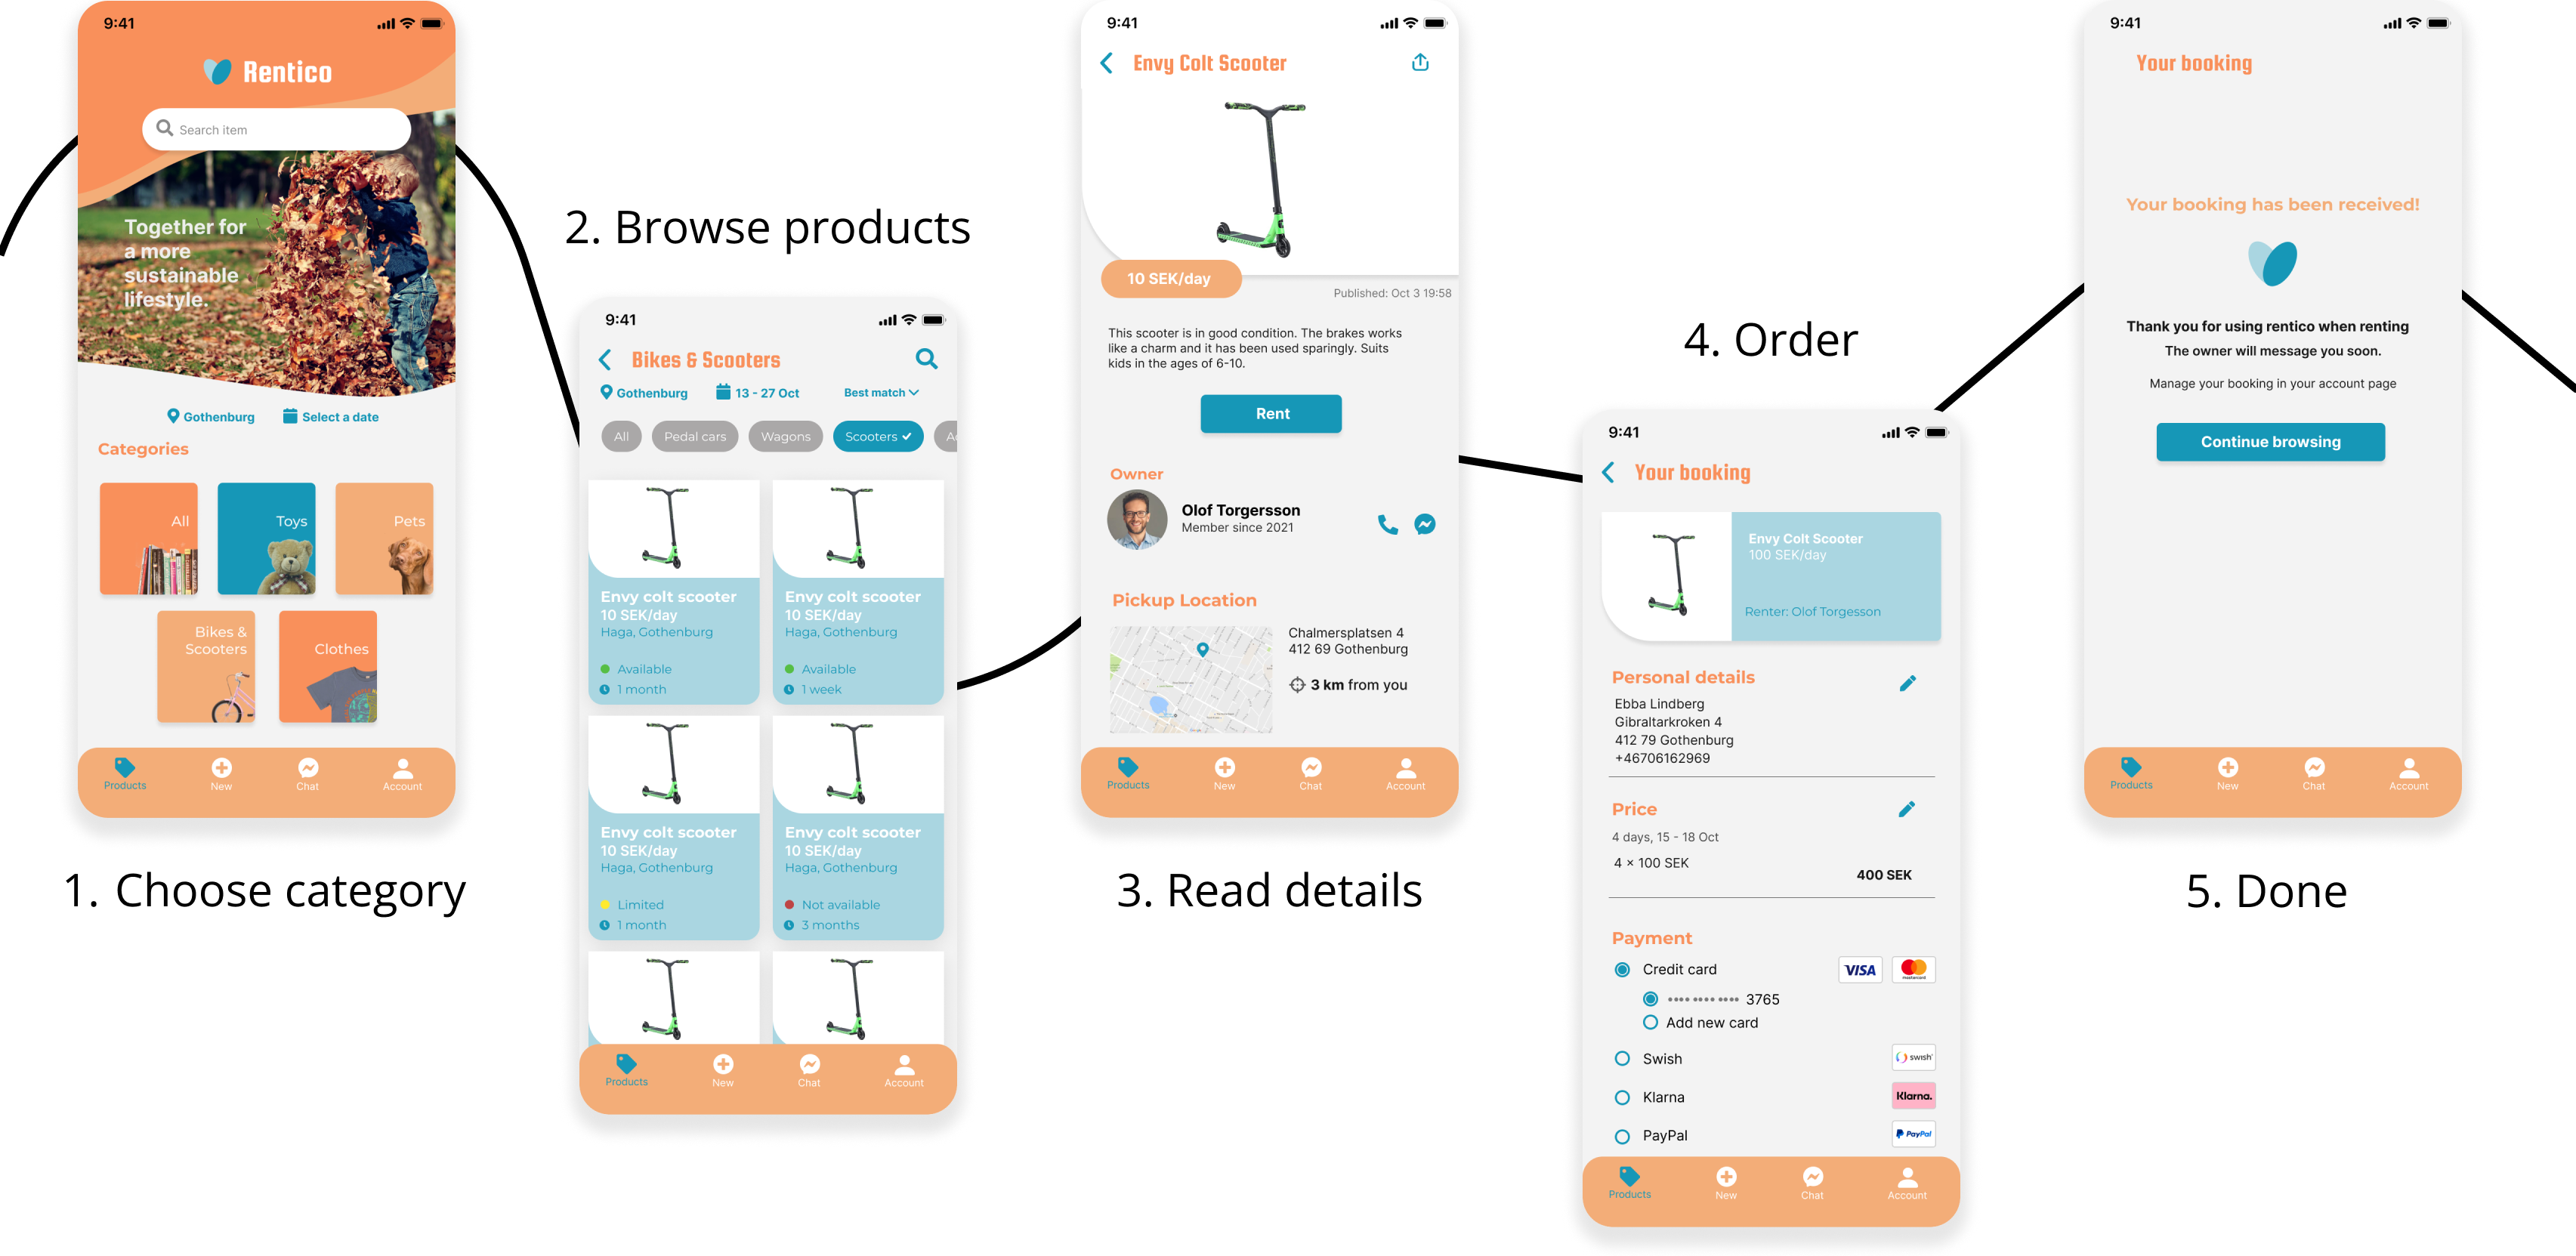 9:41
Rentico
Search item
Together for
a more
sustainable
lifestyle.
Gothenburg Select a date
Categories
All
Toys
Pets
Bikes &
Scooters
Clothes
Products New Chat Account
1. Choose category
2. Browse products
9:41
Bikes & Scooters
Gothenburg 13 - 27 Oct Best match
All Pedal cars Wagons Scooters
Envy colt scooter
10 SEK/day
Haga, Gothenburg
Available
1 month
Envy colt scooter
10 SEK/day
Haga, Gothenburg
Available
1 week
Envy colt scooter
10 SEK/day
Haga, Gothenburg
Limited
1 month
Envy colt scooter
10 SEK/day
Haga, Gothenburg
Not available
3 months
Products New Chat Account
9:41
Envy Colt Scooter
10 SEK/day
Published: Oct 3 19:58
This scooter is in good condition. The brakes works
like a charm and it has been used sparingly. Suits
kids in the ages of 6-10.
Rent
Owner
Olof Torgersson
Member since 2021
Pickup Location
Chalmersplatsen 4
412 69 Gothenburg
3 km from you
Products New Chat Account
3. Read details
4. Order
9:41
Your booking
Envy Colt Scooter
100 SEK/day
Renter: Olof Torgesson
Personal details
Ebba Lindberg
Gibraltarkroken 4
412 79 Gothenburg
+46706162969
Price
4 days, 15 - 18 Oct
4 × 100 SEK
400 SEK
Payment
Credit card VISA mastercard
•••• •••• •••• 3765
Add new card
Swish swish
Klarna Klarna.
PayPal PayPal
Products New Chat Account
9:41
Your booking
Your booking has been received!
Thank you for using rentico when renting
The owner will message you soon.
Manage your booking in your account page
Continue browsing
Products New Chat Account
5. Done